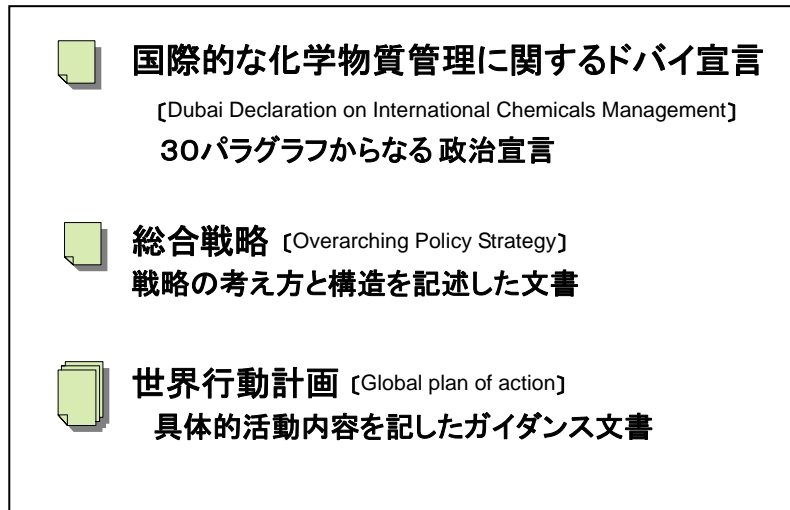 国際的な化学物質管理に関するドバイ宣言
〔Dubai Declaration on International Chemicals Management〕
30パラグラフからなる政治宣言
総合戦略〔Overarching Policy Strategy〕
戦略の考え方と構造を記述した文書
世界行動計画〔Global plan of action〕
具体的活動内容を記したガイダンス文書